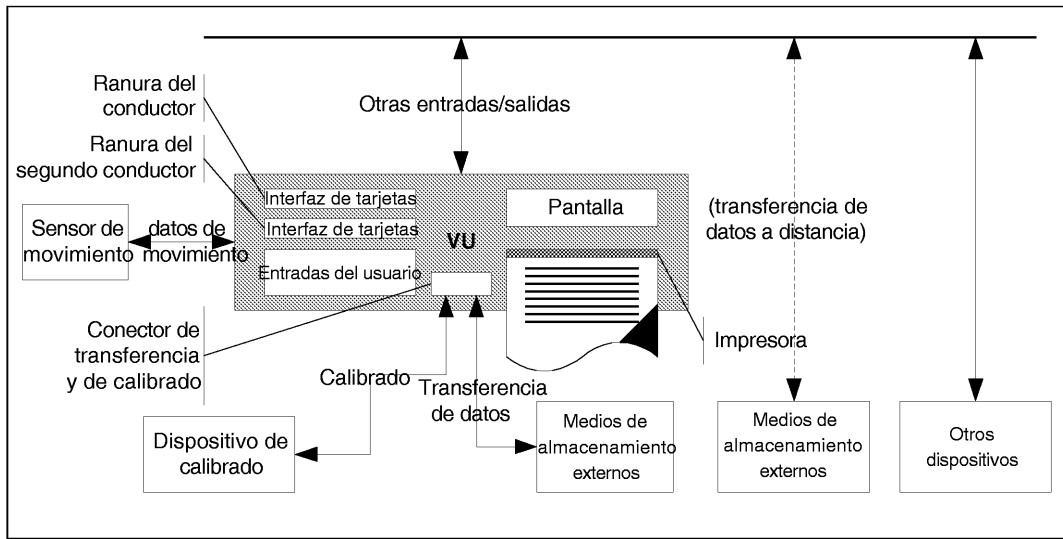 Ranura del
conductor
Otras entradas/salidas
Ranura del
segundo conductor
Interfaz de tarjetas
Interfaz de tarjetas
Pantalla
VU
(transferencia de
datos a distancia)
Sensor de
movimiento
datos de
movimiento
Entradas del usuario
Conector de
transferencia
y de calibrado
Impresora
Calibrado
Transferencia
de datos
Dispositivo de
calibrado
Medios de
almacenamiento
externos
Medios de
almacenamiento
externos
Otros
dispositivos